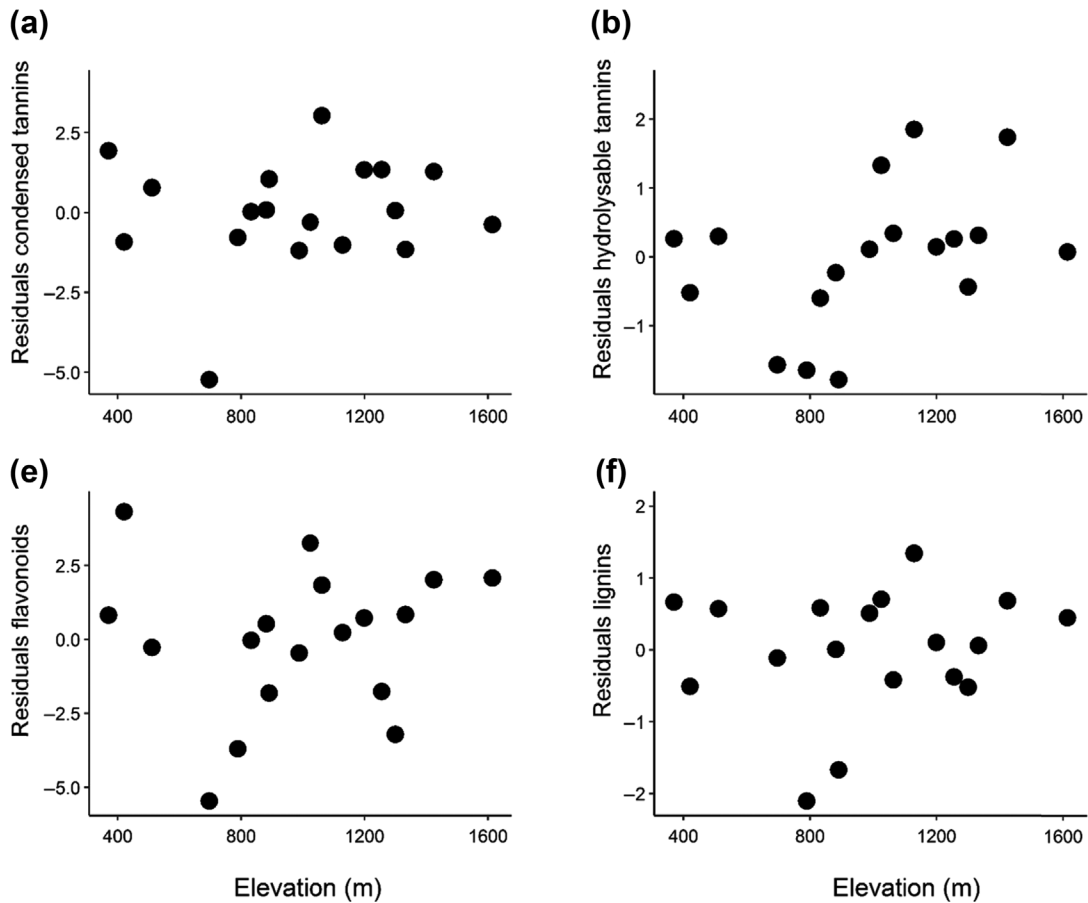 (a)
Residuals condensed tannins
2.5
0.0
−2.5
−5.0
400 800 1200 1600
(b)
Residuals hydrolysable tannins
2
1
0
−1
400 800 1200 1600
(e)
Residuals flavonoids
2.5
0.0
−2.5
−5.0
400 800 1200 1600
Elevation (m)
(f)
Residuals lignins
2
1
0
−1
−2
400 800 1200 1600
Elevation (m)